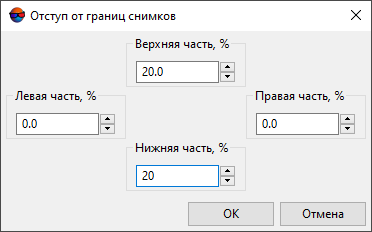 Отступ от границ снимков
Верхняя часть, %
20.0
Левая часть, %
0.0
Правая часть, %
0.0
Нижняя часть, %
20
ОК
Отмена